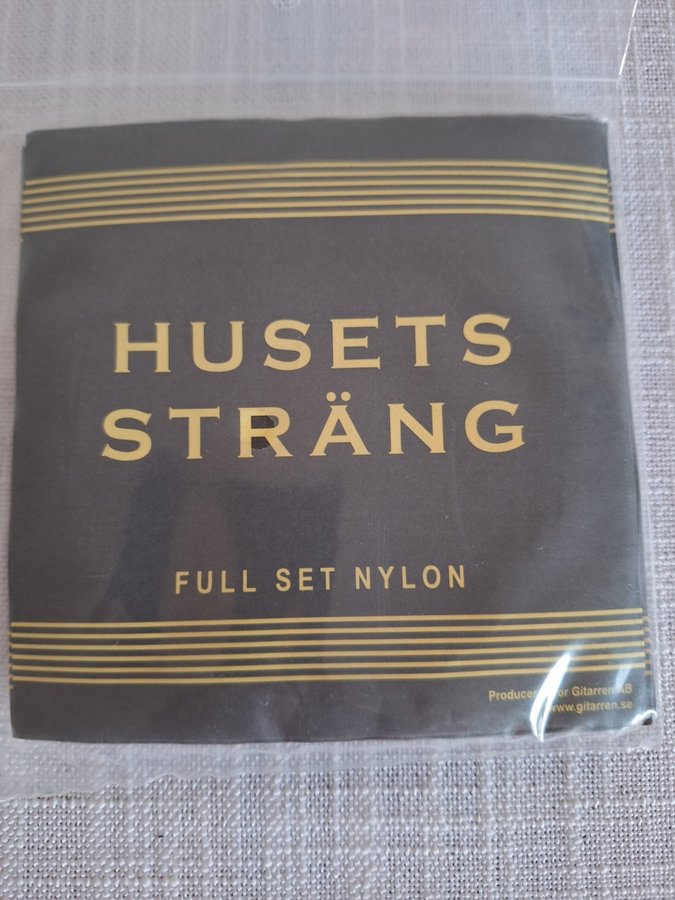 HUSETS
STRÄNG
FULL SET NYLON
Gitarren AB
www.gitarren.se